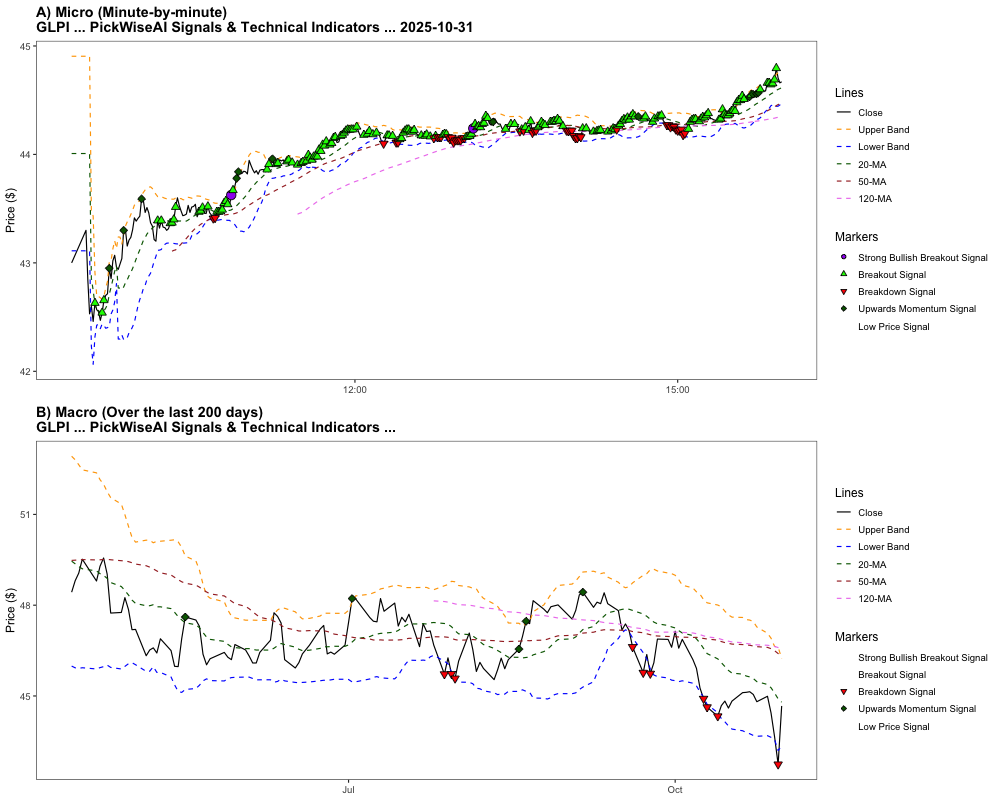 A) Micro (Minute-by-minute)
GLPI ... PickWiseAI Signals & Technical Indicators ... 2025-10-31
45
44
43
42
Price ($)
12:00
15:00
Lines
Close
Upper Band
Lower Band
20-MA
50-MA
120-MA
Markers
Strong Bullish Breakout Signal
Breakout Signal
Breakdown Signal
Upwards Momentum Signal
Low Price Signal
B) Macro (Over the last 200 days)
GLPI ... PickWiseAI Signals & Technical Indicators ...
51
48
45
Price ($)
Jul
Oct
Lines
Close
Upper Band
Lower Band
20-MA
50-MA
120-MA
Markers
Strong Bullish Breakout Signal
Breakout Signal
Breakdown Signal
Upwards Momentum Signal
Low Price Signal